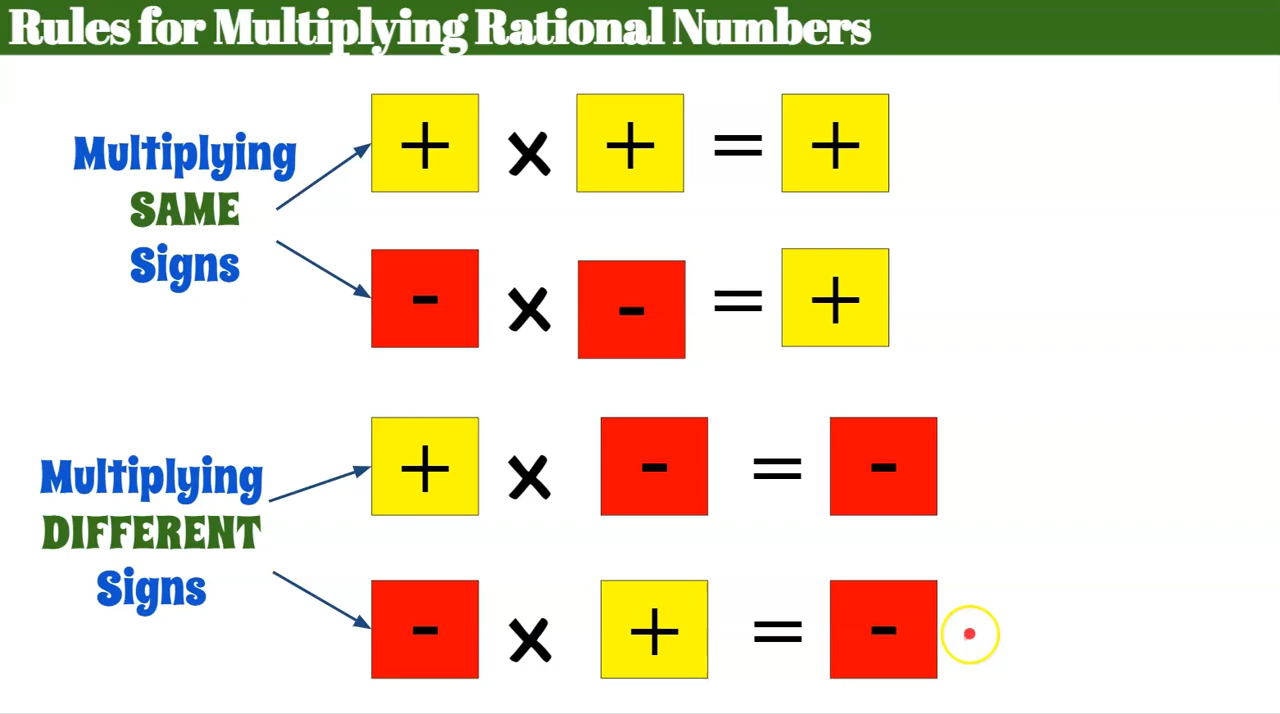 Rules for Multiplying Rational Numbers
Multiplying
SAME
Signs
+ x + = +
- x - = +
Multiplying
DIFFERENT
Signs
+ x - = -
- x + = -